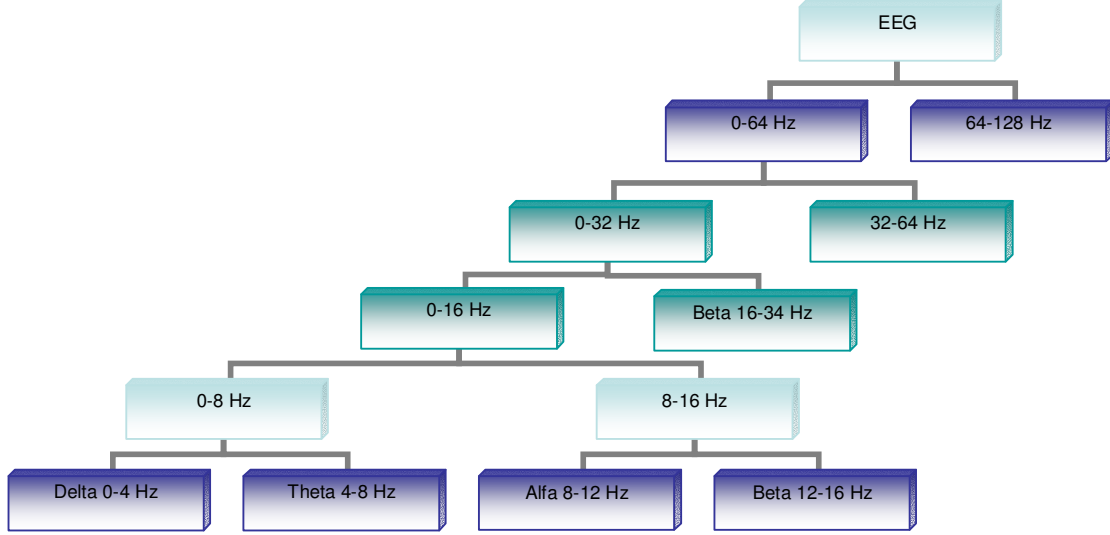 EEG
0-64 Hz
64-128 Hz
0-32 Hz
32-64 Hz
0-16 Hz
Beta 16-34 Hz
0-8 Hz
8-16 Hz
Delta 0-4 Hz
Theta 4-8 Hz
Alfa 8-12 Hz
Beta 12-16 Hz